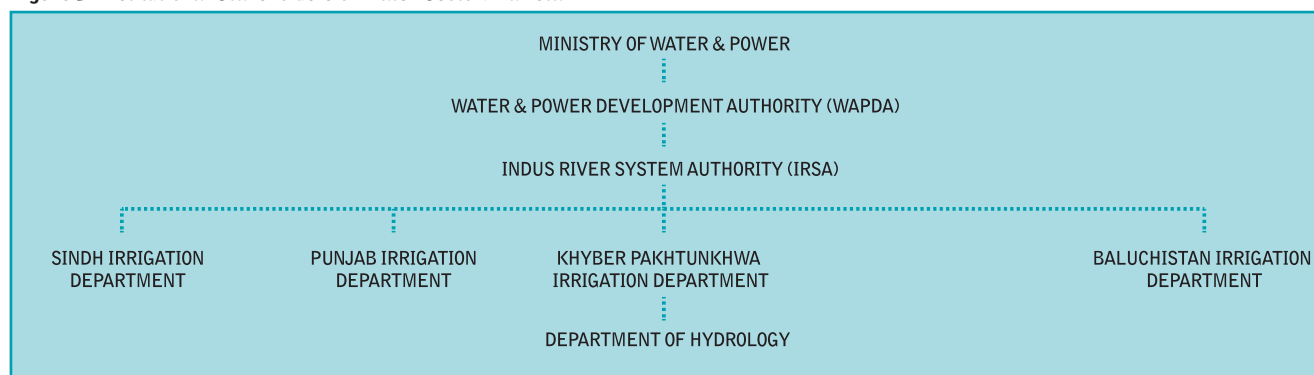 MINISTRY OF WATER & POWER
WATER & POWER DEVELOPMENT AUTHORITY (WAPDA)
INDUS RIVER SYSTEM AUTHORITY (IRSA)
SINDH IRRIGATION
DEPARTMENT
PUNJAB IRRIGATION
DEPARTMENT
KHYBER PAKHTUNKHWA
IRRIGATION DEPARTMENT
BALUCHISTAN IRRIGATION
DEPARTMENT
DEPARTMENT OF HYDROLOGY